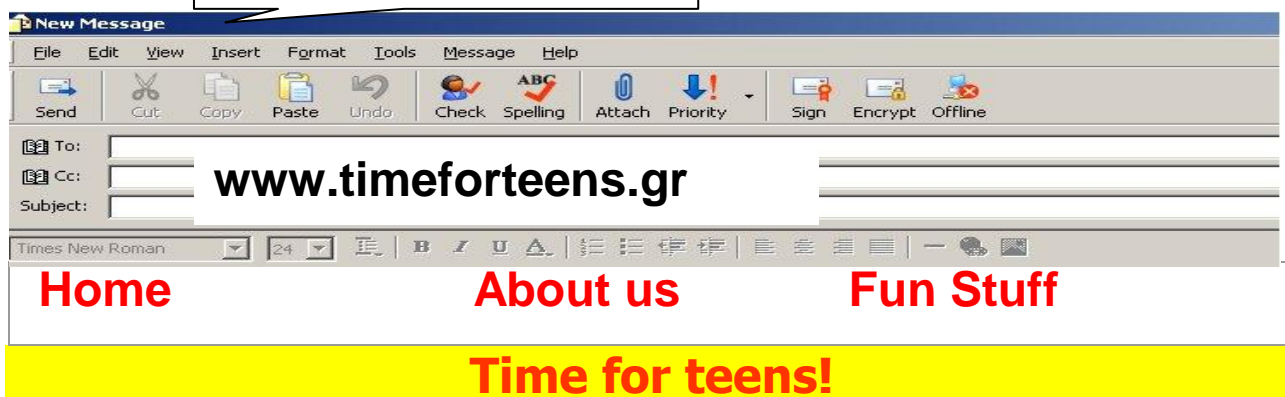 New Message
File Edit View Insert Format Tools Message Help
ABC
Send Cut Copy Paste Undo Check Spelling Attach Priority Sign Encrypt Offline
To:
Cc:
www.timeforteens.gr
Subject:
Times New Roman 24 B I U A
Home About us Fun Stuff
Time for teens!